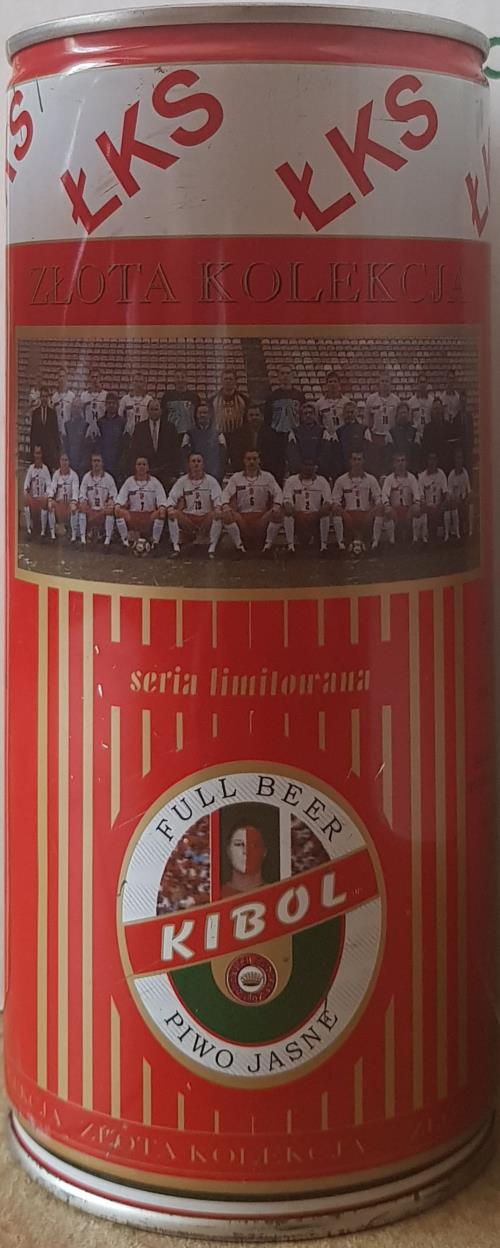 ŁKS ŁKS
ZŁOTA KOLEKCJA
seria limitowana
FULL BEER
KIBOL
PIWO JASNE
ZŁOTA KOLEKCJA